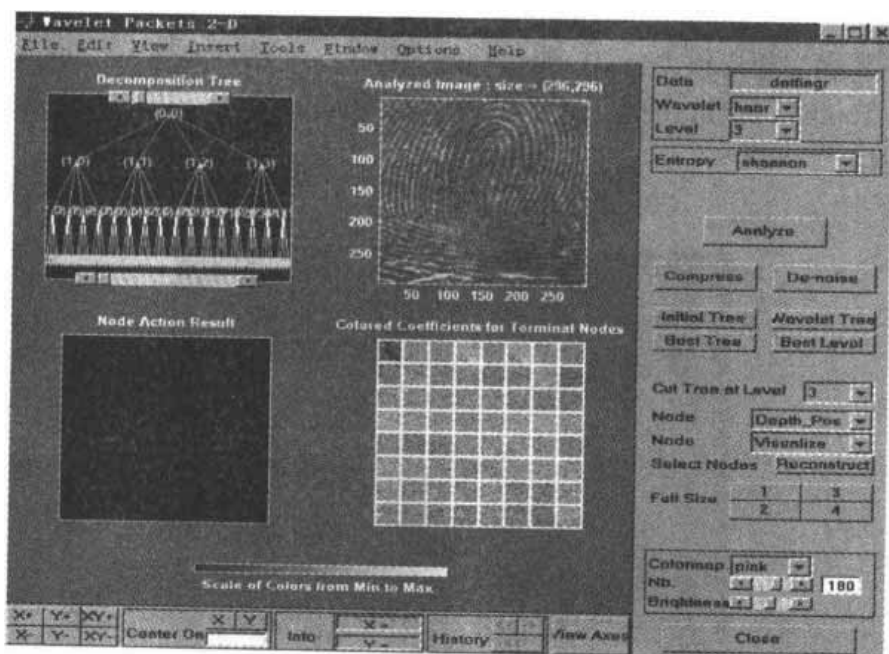 Wavelet Packets 2-D
File Edit View Insert Tools Window Options Help
Decomposition Tree
(0,0)
(1,0) (1,1) (1,2) (1,3)
Analyzed Image : size = (296,296)
50
100
150
200
250
50 100 150 200 250
Node Action Result
Colored Coefficients for Terminal Nodes
Scale of Colors from Min to Max
Data detfingr
Wavelet haar
Level 3
Entropy shannon
Analyze
Compress De-noise
Initial Tree Wavelet Tree
Best Tree Best Level
Cut Tree at Level 3
Node Depth_Pos
Node Visualize
Select Nodes Reconstruct
Full Size 1 3
2 4
Colormap pink
Nb. 180
Brightness
X+ Y+ XY+
X- Y- XY-
Center On X Y
Info X =
Y =
History
View Axes
Close